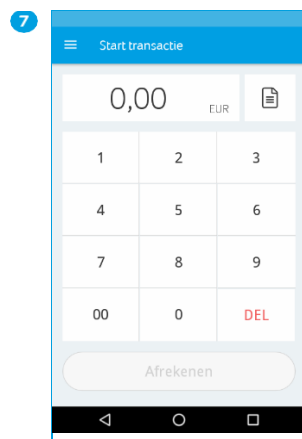 7
Start transactie
0,00 EUR
1 2 3
4 5 6
7 8 9
00 0 DEL
Afrekenen